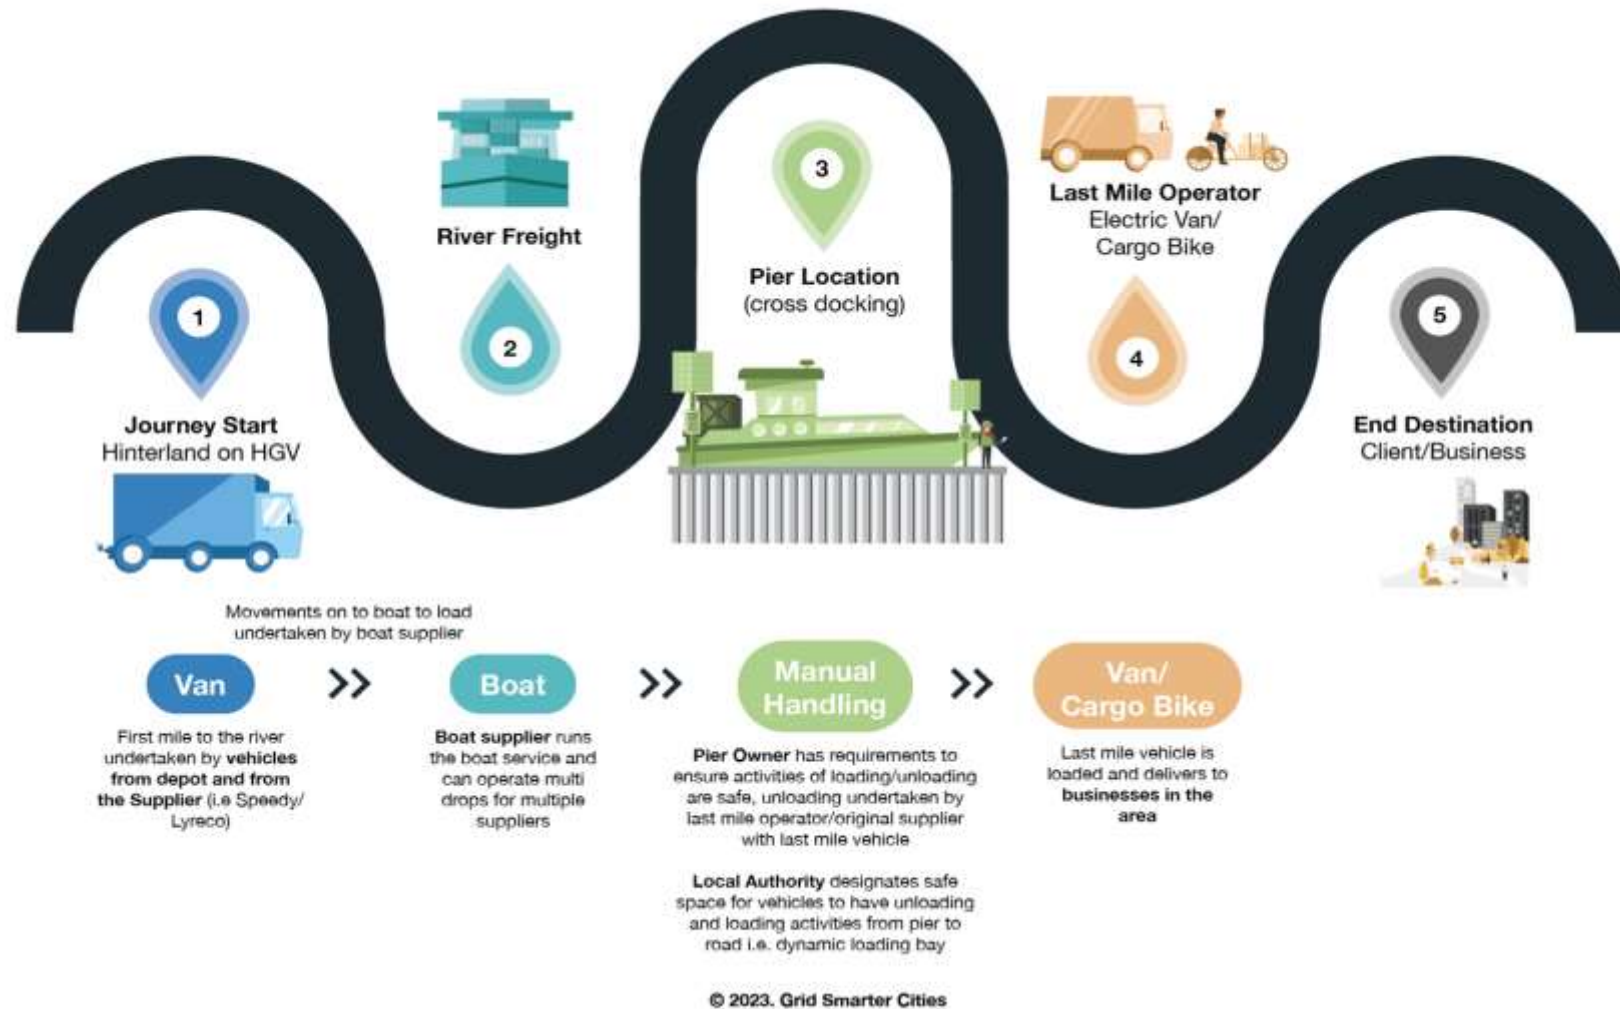 1
Journey Start
Hinterland on HGV
River Freight
2
3
Pier Location
(cross docking)
Last Mile Operator
Electric Van/
Cargo Bike
4
5
End Destination
Client/Business
Movements on to boat to load
undertaken by boat supplier
Van
First mile to the river
undertaken by vehicles
from depot and from
the Supplier (i.e Speedy/
Lyreco)
Boat
Boat supplier runs
the boat service and
can operate multi
drops for multiple
suppliers
Manual
Handling
Pier Owner has requirements to
ensure activities of loading/unloading
are safe, unloading undertaken by
last mile operator/original supplier
with last mile vehicle
Local Authority designates safe
space for vehicles to have unloading
and loading activities from pier to
road i.e. dynamic loading bay
Van/
Cargo Bike
Last mile vehicle is
loaded and delivers to
businesses in the
area
© 2023. Grid Smarter Cities